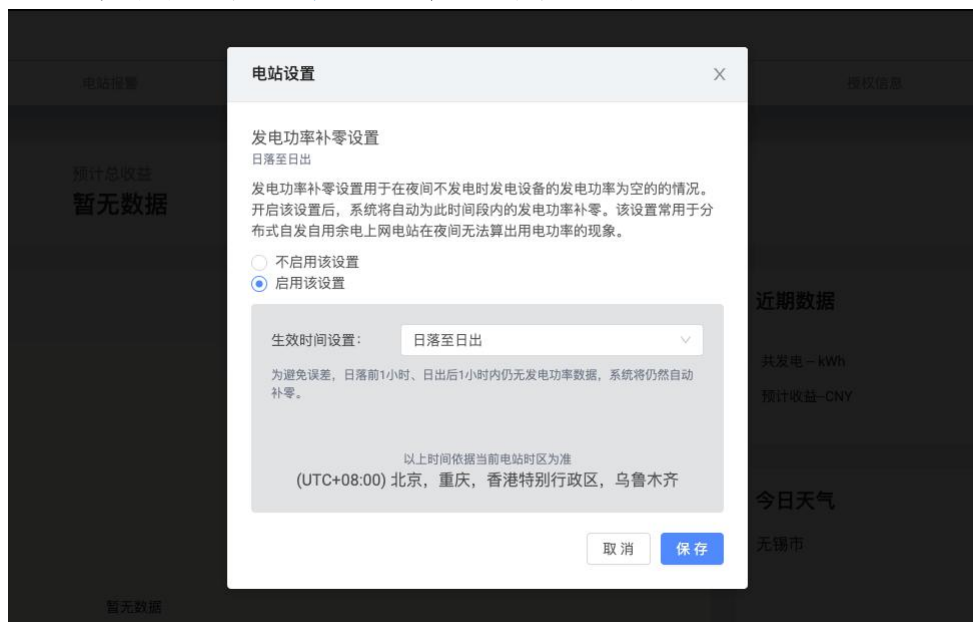 电站设置
电站报警
授权信息
发电功率补零设置
日落至日出
预计总收益
暂无数据
发电功率补零设置用于在夜间不发电时发电设备的发电功率为空的的情况。
开启该设置后，系统将自动为此时间段内的发电功率补零。该设置常用于分
布式自发自用余电上网电站在夜间无法算出用电功率的现象。
不启用该设置
启用该设置
近期数据
生效时间设置：
日落至日出
共发电--kWh
预计收益--CNY
为避免误差，日落前1小时、日出后1小时内仍无发电功率数据，系统将仍然自动
补零。
以上时间依据当前电站时区为准
(UTC+08:00) 北京，重庆，香港特别行政区，乌鲁木齐
今日天气
无锡市
取消
保存
暂无数据